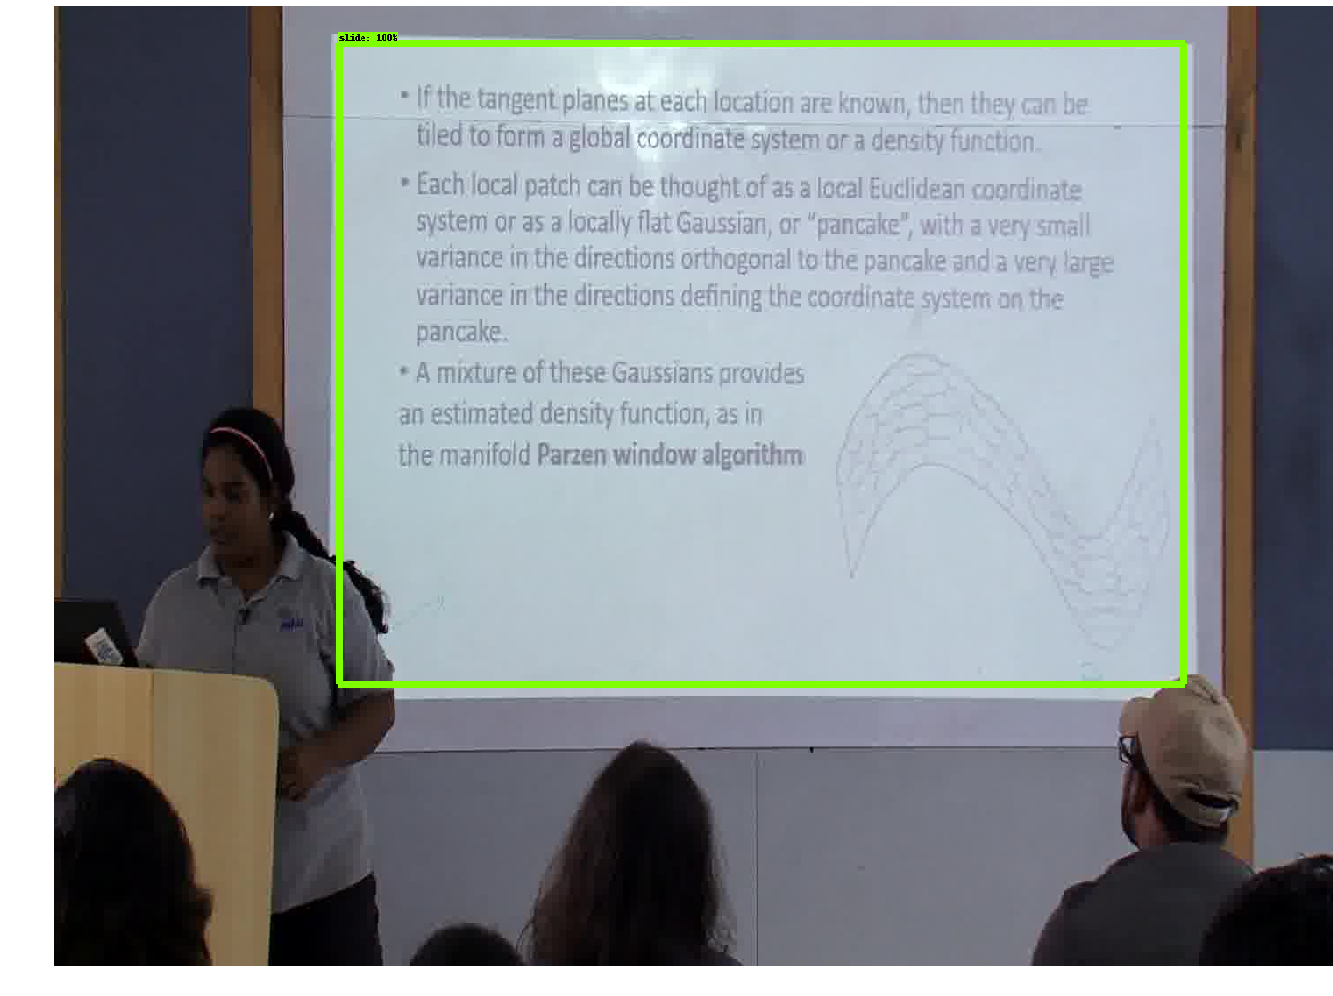 slide: 100%
• If the tangent planes at each location are known, then they can be
tiled to form a global coordinate system or a density function.
• Each local patch can be thought of as a local Euclidean coordinate
system or as a locally flat Gaussian, or “pancake”, with a very small
variance in the directions orthogonal to the pancake and a very large
variance in the directions defining the coordinate system on the
pancake.
• A mixture of these Gaussians provides
an estimated density function, as in
the manifold Parzen window algorithm